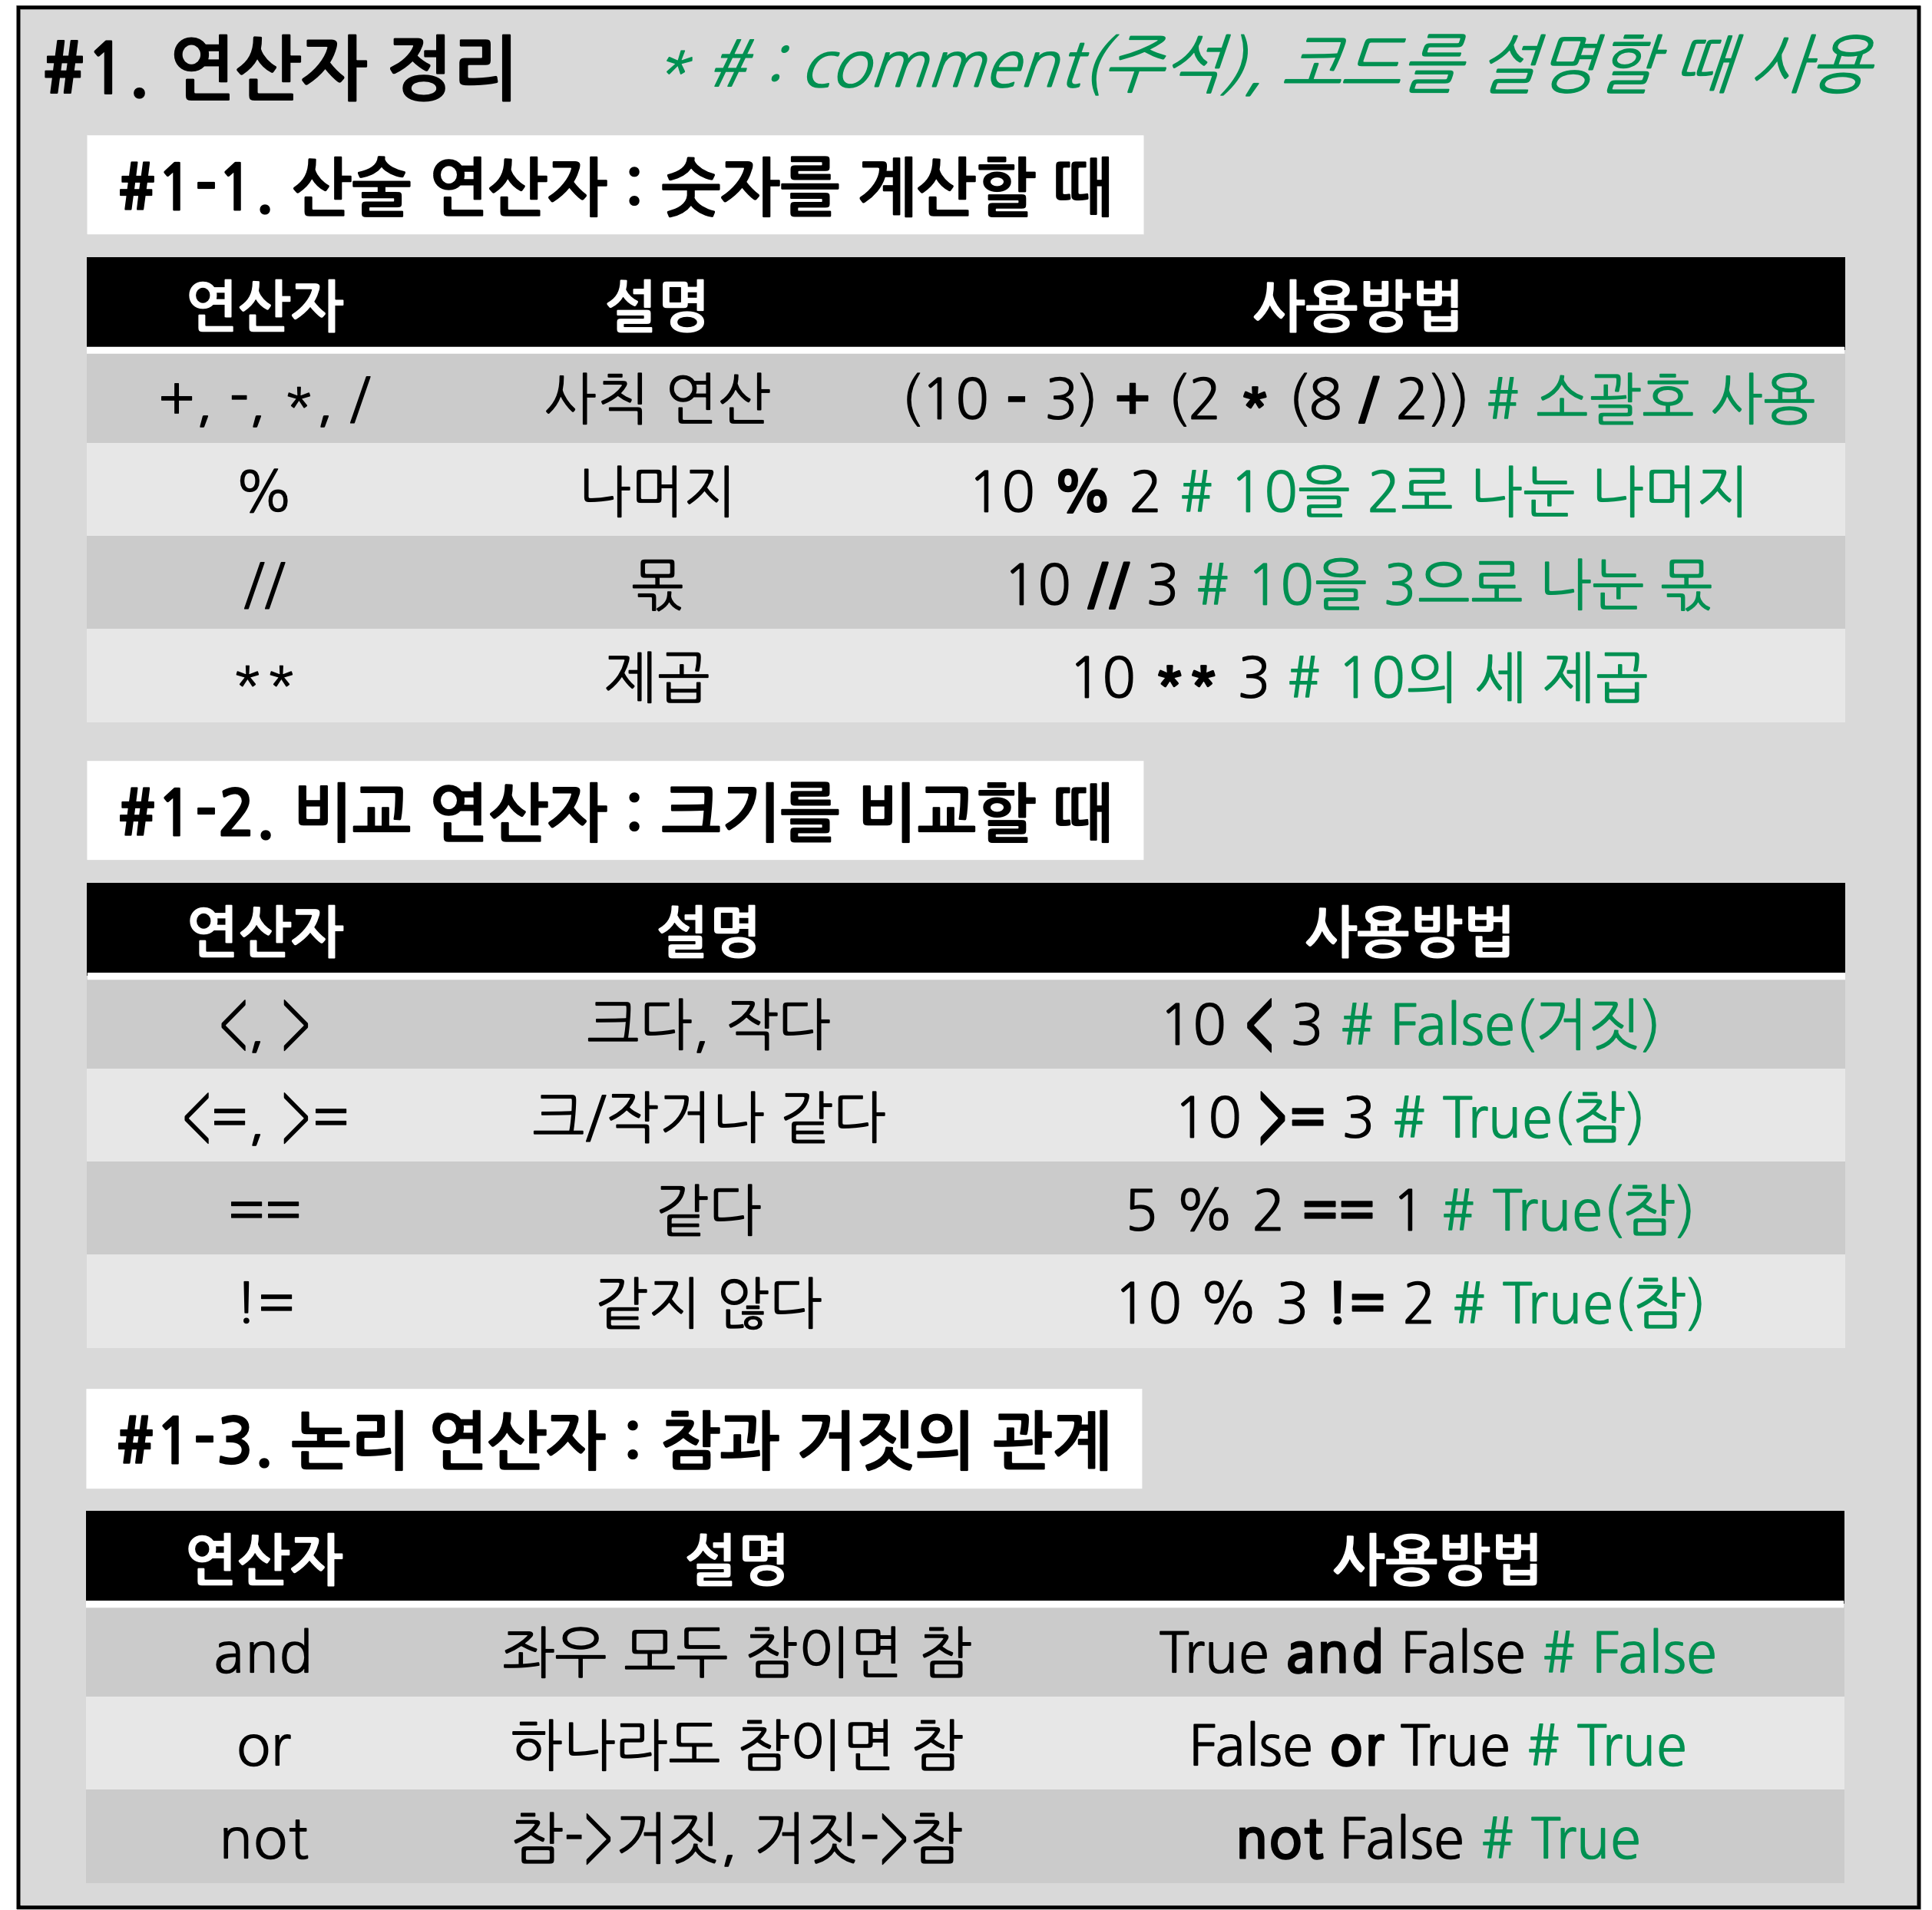 #1. 연산자 정리 * # : comment(주석), 코드를 설명할 때 사용
#1-1. 산술 연산자 : 숫자를 계산할 때
연산자 설명 사용방법
+, -, *, / 사칙 연산 (10 - 3) + (2 * (8 / 2)) # 소괄호 사용
% 나머지 10 % 2 # 10을 2로 나눈 나머지
// 몫 10 // 3 # 10을 3으로 나눈 몫
** 제곱 10 ** 3 # 10의 세 제곱
#1-2. 비교 연산자 : 크기를 비교할 때
연산자 설명 사용방법
<, > 크다, 작다 10 < 3 # False(거짓)
<=, >= 크/작거나 같다 10 >= 3 # True(참)
== 같다 5 % 2 == 1 # True(참)
!= 같지 않다 10 % 3 != 2 # True(참)
#1-3. 논리 연산자 : 참과 거짓의 관계
연산자 설명 사용방법
and 좌우 모두 참이면 참 True and False # False
or 하나라도 참이면 참 False or True # True
not 참->거짓, 거짓->참 not False # True